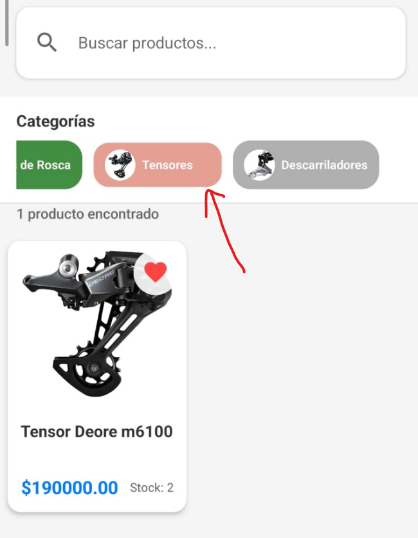 Buscar productos...
Categorías
de Rosca Tensores Descarriladores
1 producto encontrado
Tensor Deore m6100
$190000.00 Stock: 2